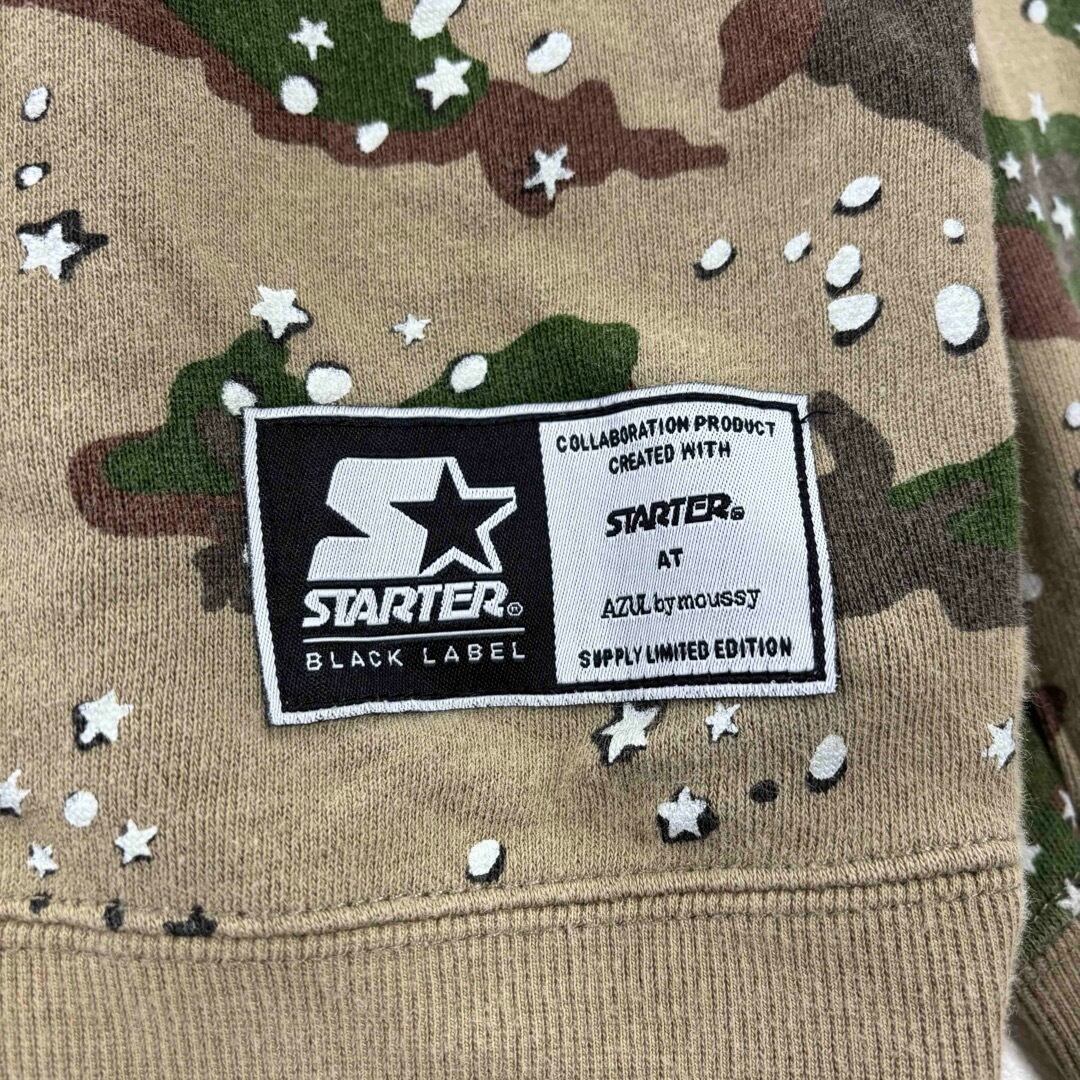 STARTER®
BLACK LABEL
COLLABORATION PRODUCT
CREATED WITH
STARTER®
AT
AZUL by moussy
SUPPLY LIMITED EDITION